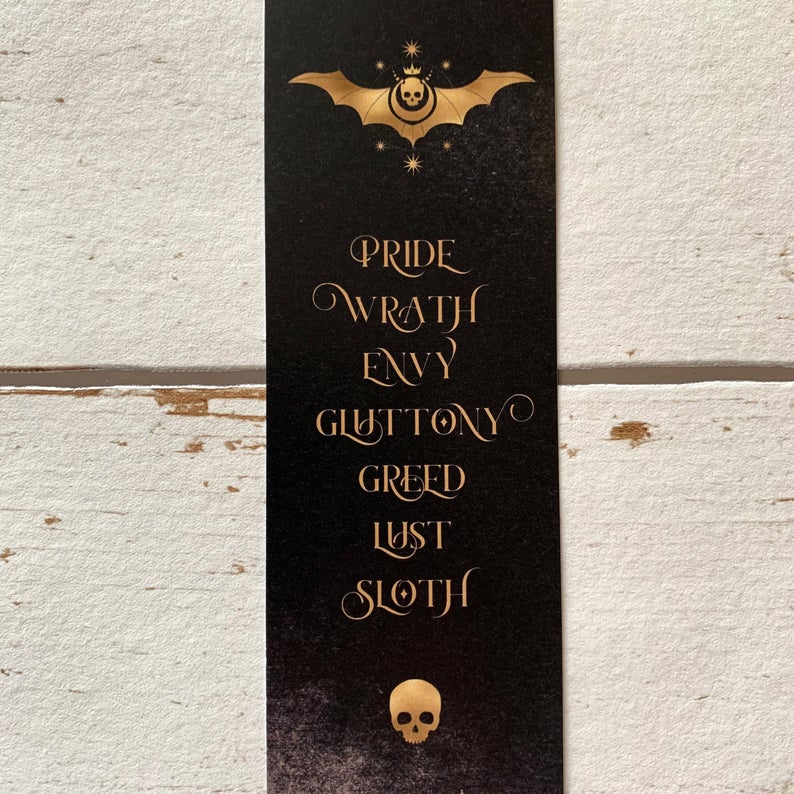 PRIDE
WRATH
ENVY
GLUTTONY
GREED
LUST
SLOTH